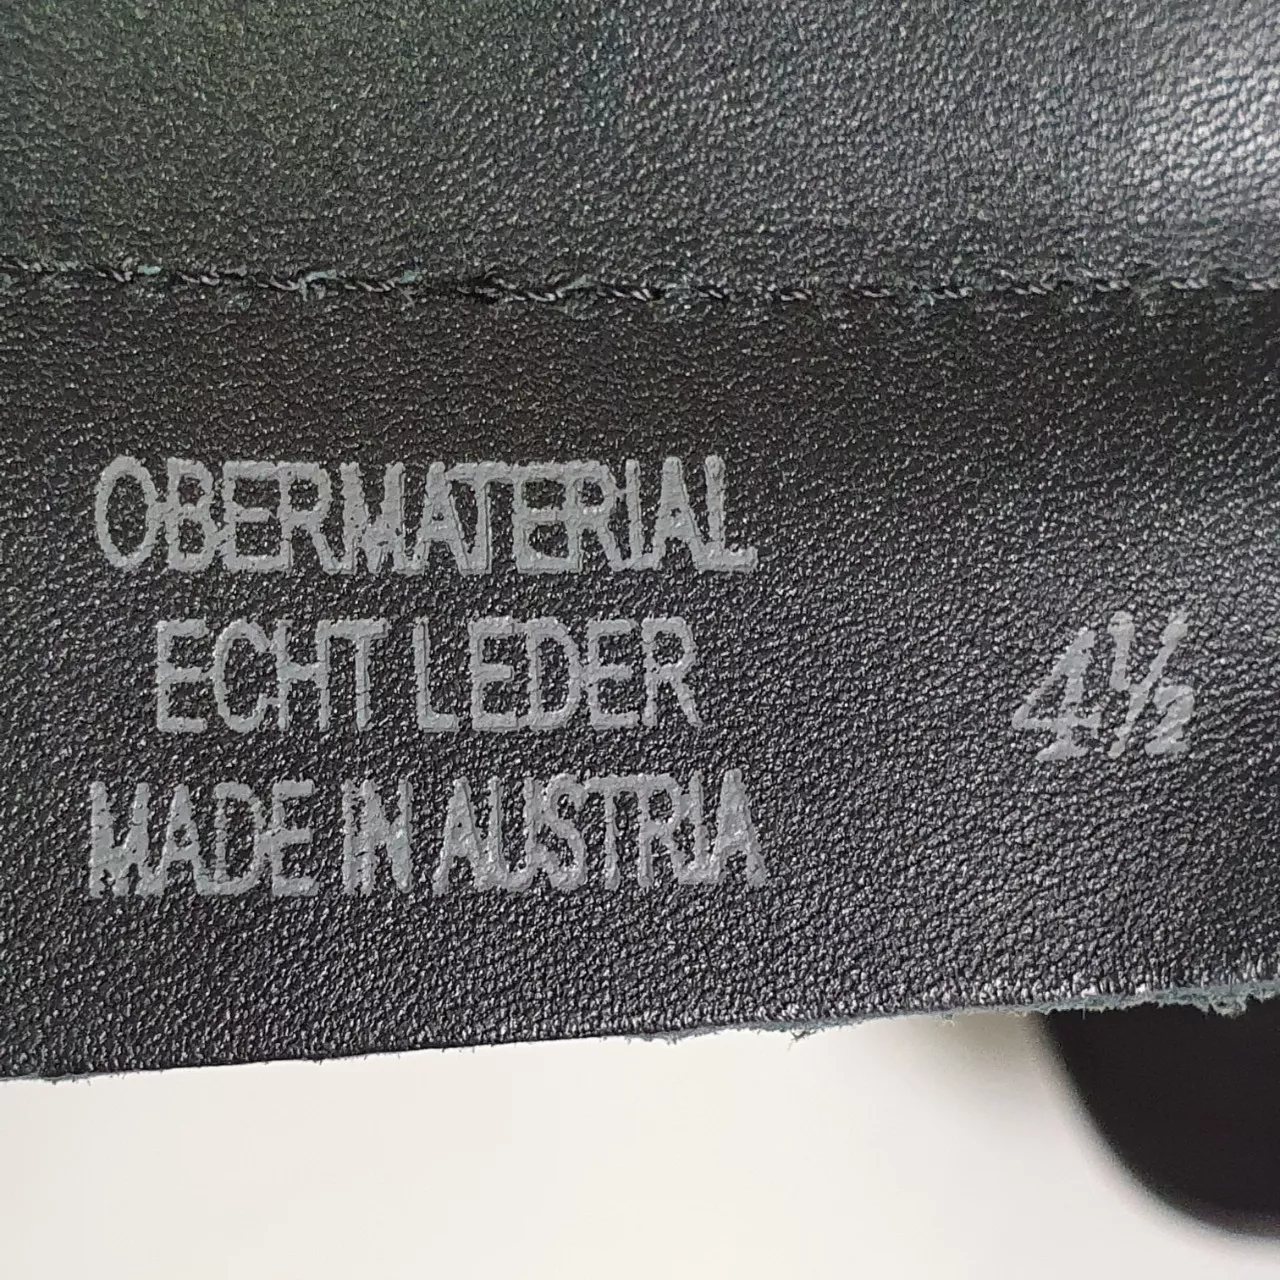 OBERMATERIAL
ECHT LEDER
MADE IN AUSTRIA
4½